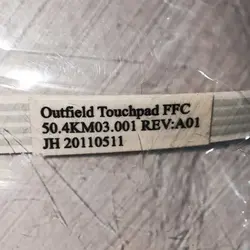 Outfield Touchpad FFC
50.4KM03.001 REV:A01
JH 20110511